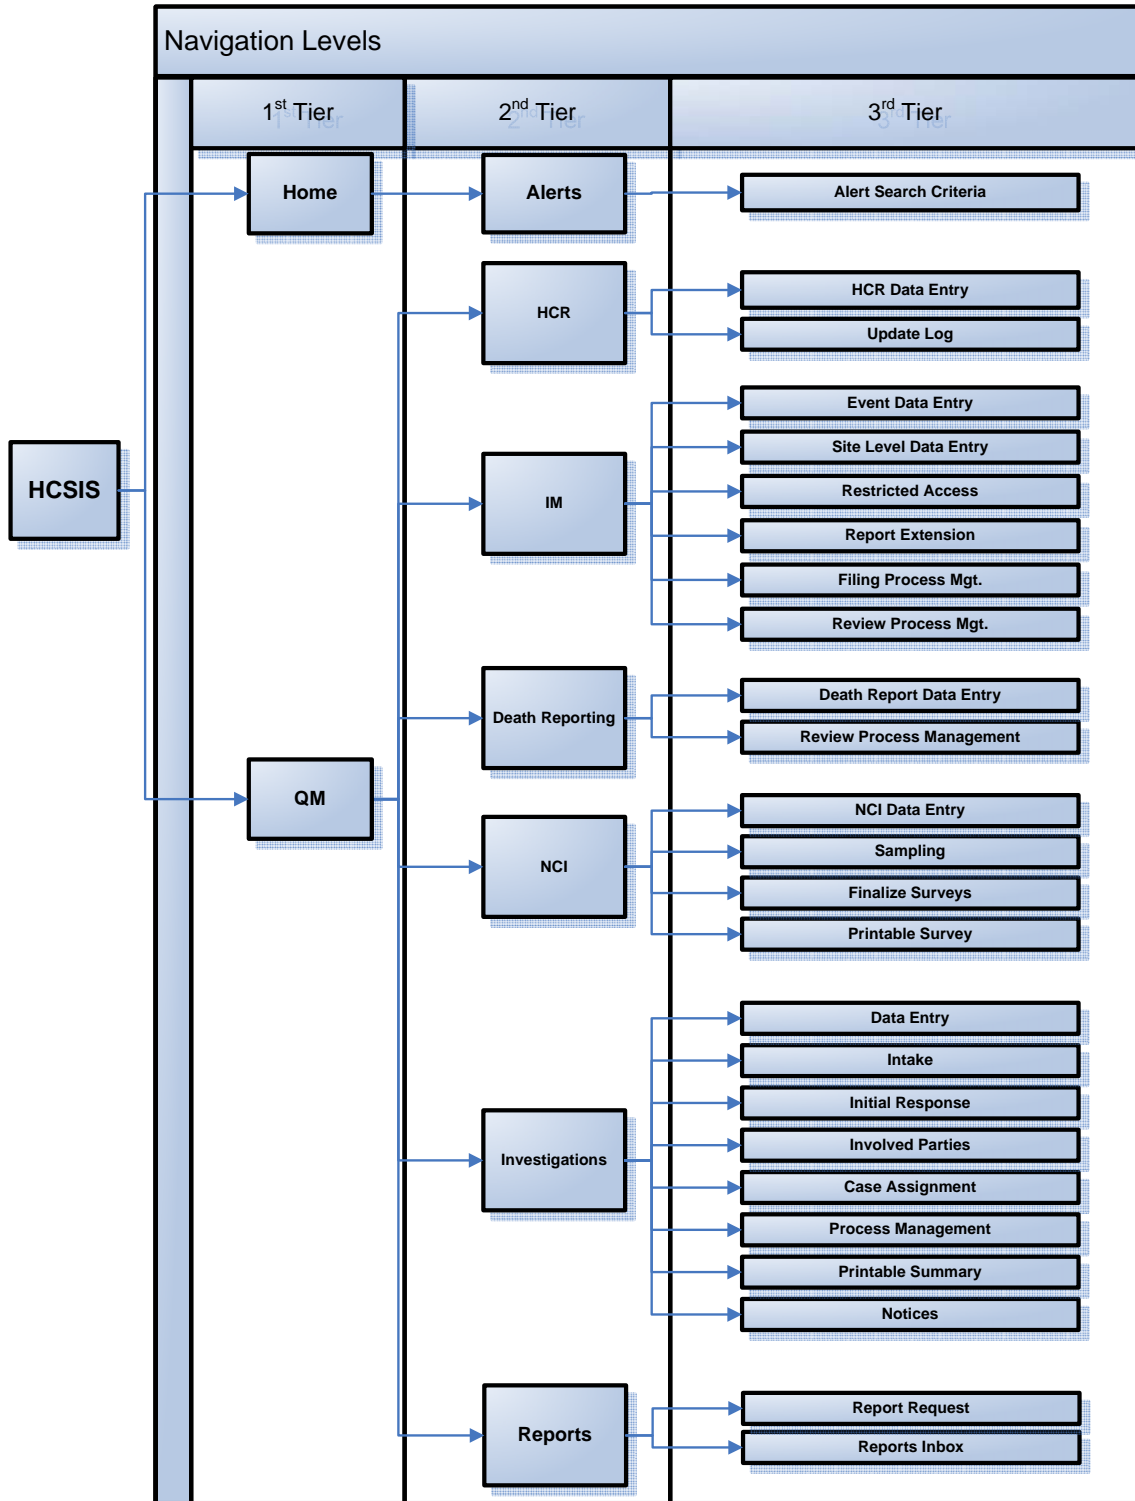 Navigation Levels
1st Tier
2nd Tier
3rd Tier
Home
Alerts
Alert Search Criteria
HCR
HCR Data Entry
Update Log
HCSIS
IM
Event Data Entry
Site Level Data Entry
Restricted Access
Report Extension
Filing Process Mgt.
Review Process Mgt.
Death Reporting
Death Report Data Entry
Review Process Management
QM
NCI
NCI Data Entry
Sampling
Finalize Surveys
Printable Survey
Investigations
Data Entry
Intake
Initial Response
Involved Parties
Case Assignment
Process Management
Printable Summary
Notices
Reports
Report Request
Reports Inbox